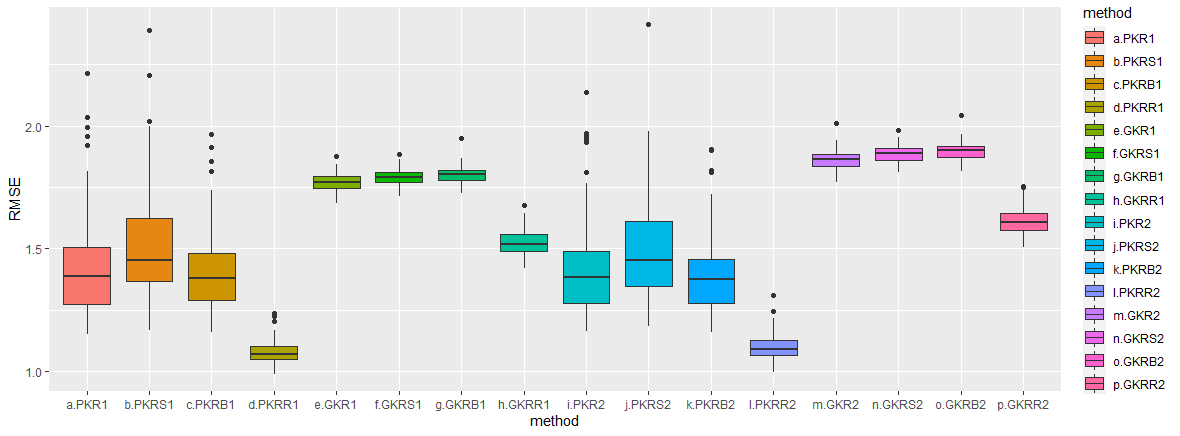 RMSE
2.0
1.5
1.0
a.PKR1 b.PKRS1 c.PKRB1 d.PKRR1 e.GKR1 f.GKRS1 g.GKRB1 h.GKRR1 i.PKR2 j.PKRS2 k.PKRB2 l.PKRR2 m.GKR2 n.GKRS2 o.GKRB2 p.GKRR2
method
method
a.PKR1
b.PKRS1
c.PKRB1
d.PKRR1
e.GKR1
f.GKRS1
g.GKRB1
h.GKRR1
i.PKR2
j.PKRS2
k.PKRB2
l.PKRR2
m.GKR2
n.GKRS2
o.GKRB2
p.GKRR2